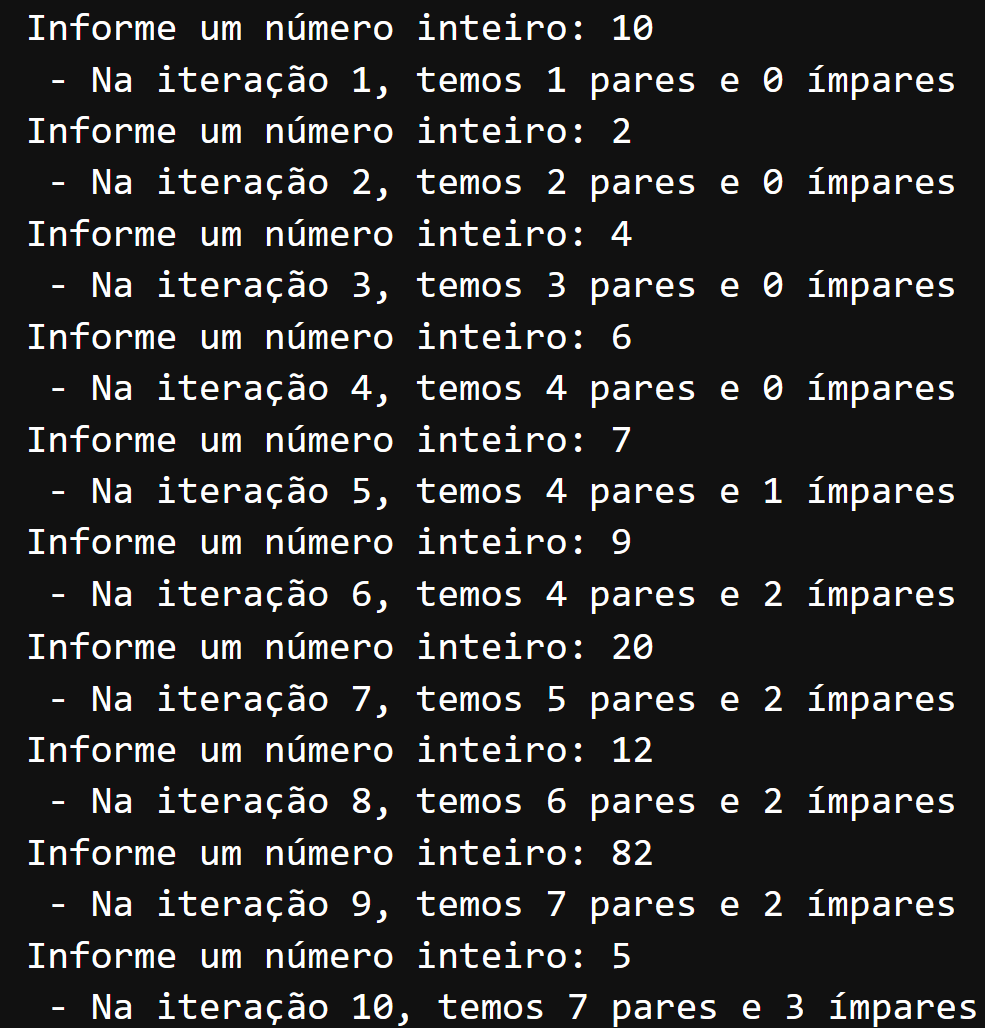 Informe um número inteiro: 10
 - Na iteração 1, temos 1 pares e 0 ímpares
Informe um número inteiro: 2
 - Na iteração 2, temos 2 pares e 0 ímpares
Informe um número inteiro: 4
 - Na iteração 3, temos 3 pares e 0 ímpares
Informe um número inteiro: 6
 - Na iteração 4, temos 4 pares e 0 ímpares
Informe um número inteiro: 7
 - Na iteração 5, temos 4 pares e 1 ímpares
Informe um número inteiro: 9
 - Na iteração 6, temos 4 pares e 2 ímpares
Informe um número inteiro: 20
 - Na iteração 7, temos 5 pares e 2 ímpares
Informe um número inteiro: 12
 - Na iteração 8, temos 6 pares e 2 ímpares
Informe um número inteiro: 82
 - Na iteração 9, temos 7 pares e 2 ímpares
Informe um número inteiro: 5
 - Na iteração 10, temos 7 pares e 3 ímpares